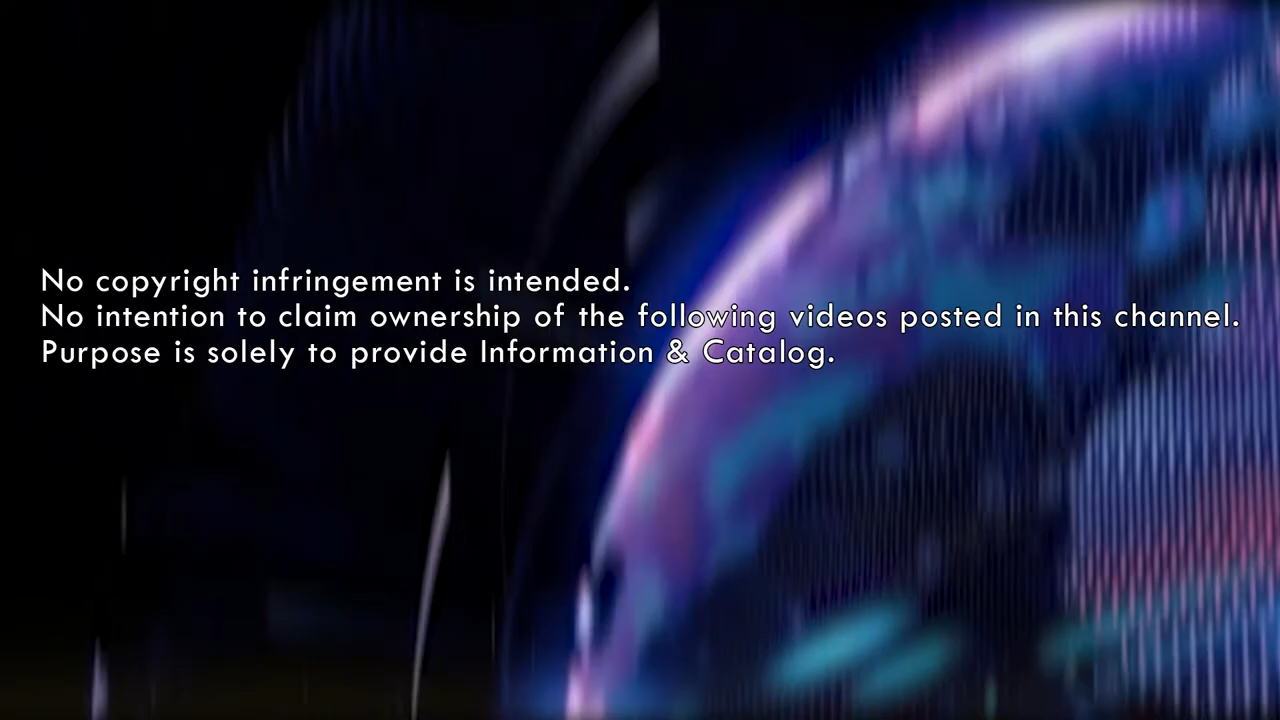 No copyright infringement is intended.
No intention to claim ownership of the following videos posted in this channel.
Purpose is solely to provide Information & Catalog.